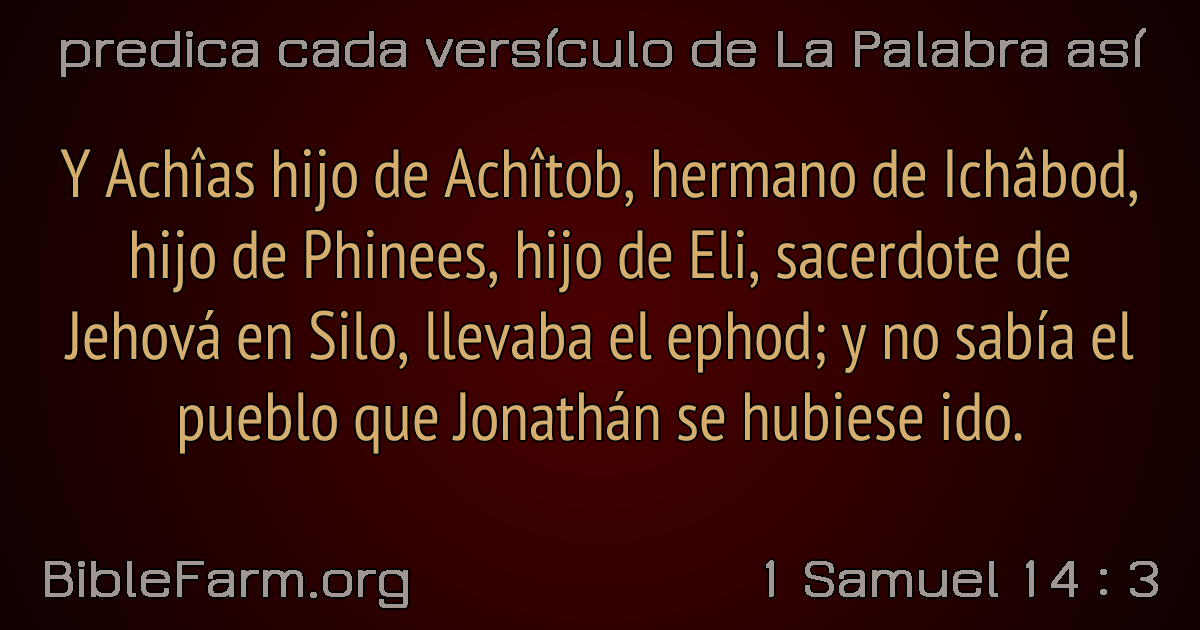 predica cada versículo de La Palabra así
Y Achîas hijo de Achîtob, hermano de Ichâbod,
hijo de Phinees, hijo de Eli, sacerdote de
Jehová en Silo, llevaba el ephod; y no sabía el
pueblo que Jonathán se hubiese ido.
BibleFarm.org
1 Samuel 14 : 3